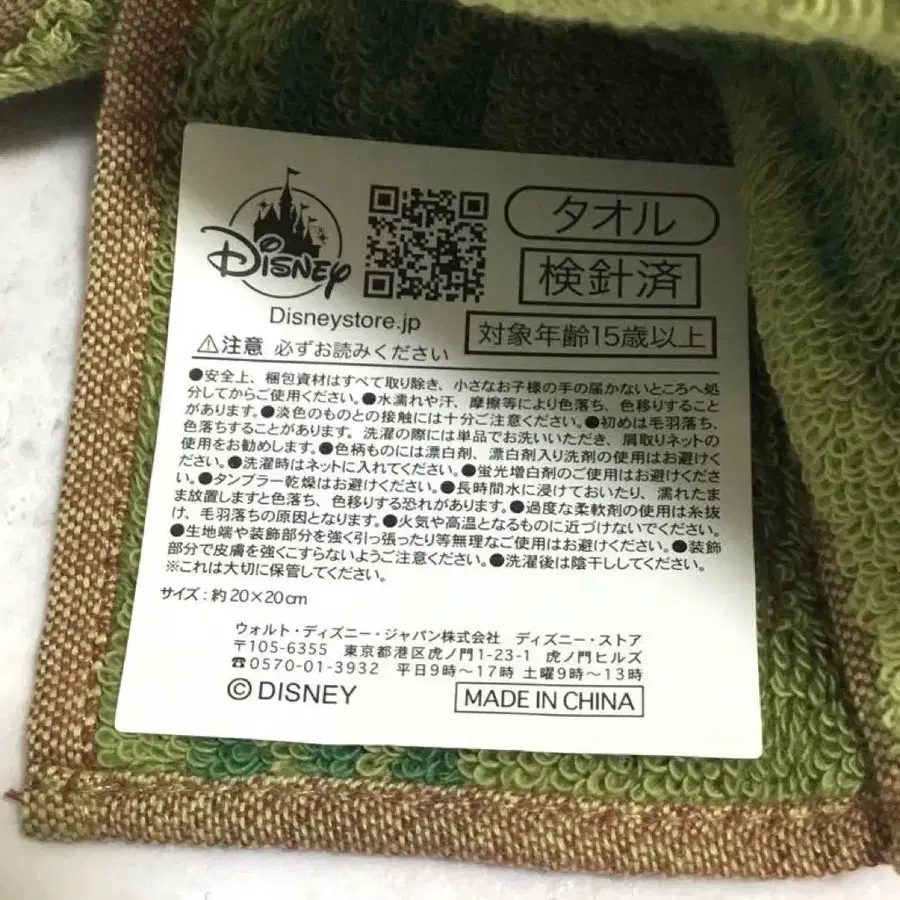 Disney
タオル
検針済
Disneystore.jp
対象年齢15歳以上
⚠注意 必ずお読みください
●安全上、梱包資材はすべて取り除き、小さなお子様の手の届かないところへ処
分してからご使用ください。●水濡れや汗、摩擦等により色落ち、色移りすること
があります。●淡色のものとの接触には十分ご注意ください。●初めは毛羽落ち、
色落ちすることがあります。洗濯の際には単品でお洗いいただき、肩取りネットの
使用をお勧めします。●色柄ものには漂白剤、漂白剤入り洗剤の使用はお避けく
ださい。●洗濯時はネットに入れてください。●蛍光増白剤のご使用はお避けくださ
い。●タンブラー乾燥はお避けください。●長時間水に浸けておいたり、濡れたま
ま放置しますと色落ち、色移りする恐れがあります。●過度な柔軟剤の使用は糸抜
け、毛羽落ちの原因となります。●火気や高温となるものに近づけないでください。
●生地端や装飾部分を強く引っ張ったり等無理なご使用はお避けください。●装飾
部分で皮膚を強くこすらないようご注意ください。●洗濯後は陰干ししてください。
※これは大切に保管してください。
サイズ:約20×20cm
ウォルト・ディズニー・ジャパン株式会社 ディズニー・ストア
〒105-6355 東京都港区虎ノ門1-23-1 虎ノ門ヒルズ
☎0570-01-3932 平日9時〜17時 土曜9時〜13時
©DISNEY
MADE IN CHINA